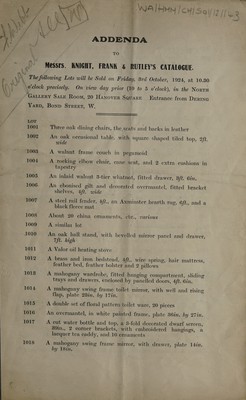 WA/HMM/CM/Sal/12/143
ADDENDA
TO
Messrs. KNIGHT, FRANK & RUTLEY'S CATALOGUE.
The following Lots will be Sold on Friday, 3rd October, 1924, at 10.30
o'clock precisely. On view day prior (10 to 5 o'clock), in the NORTH
GALLERY SALE ROOM, 20 HANOVER SQUARE Entrance from DERING
YARD, BOND STREET, W.
LOT
1001 Three oak dining chairs, the seats and backs in leather
1002 An oak occasional table, with square shaped tiled top, 2ft.
wide
1003 A walnut frame couch in pegamoid
1004 A rocking elbow chair, cane seat, and 2 extra cushions in
tapestry
1005 An inlaid walnut 3-tier whatnot, fitted drawer, 2ft. 6in.
1006 An ebonised gilt and decorated overmantel, fitted bracket
shelves, 4ft. wide
1007 A steel rail fender, 4ft., an Axminster hearth rug, 6ft., and a
black fleece mat
1008 About 20 china ornaments, etc., various
1009 A similar lot
1010 An oak hall stand, with bevelled mirror panel and drawer,
7ft. high
1011 A Valor oil heating stove
1012 A brass and iron bedstead, 4ft., wire spring, hair mattress,
feather bed, feather bolster and 2 pillows
1013 A mahogany wardrobe, fitted hanging compartment, sliding
trays and drawers, enclosed by panelled doors, 4ft. 6in.
1014 A mahogany swing frame toilet mirror, with well and rising
flap, plate 26in. by 17in.
1015 A double set of floral pattern toilet ware, 20 pieces
1016 An overmantel, in white painted frame, plate 36in. by 27in.
1017 A cut water bottle and top, a 3-fold decorated dwarf screen,
2 corner brackets, with embroidered hangings, a
lamper tea caddy, and 16 ornaments
1018 A mahogany swing frame mirror, with drawer, plate 14in.
by 18in.